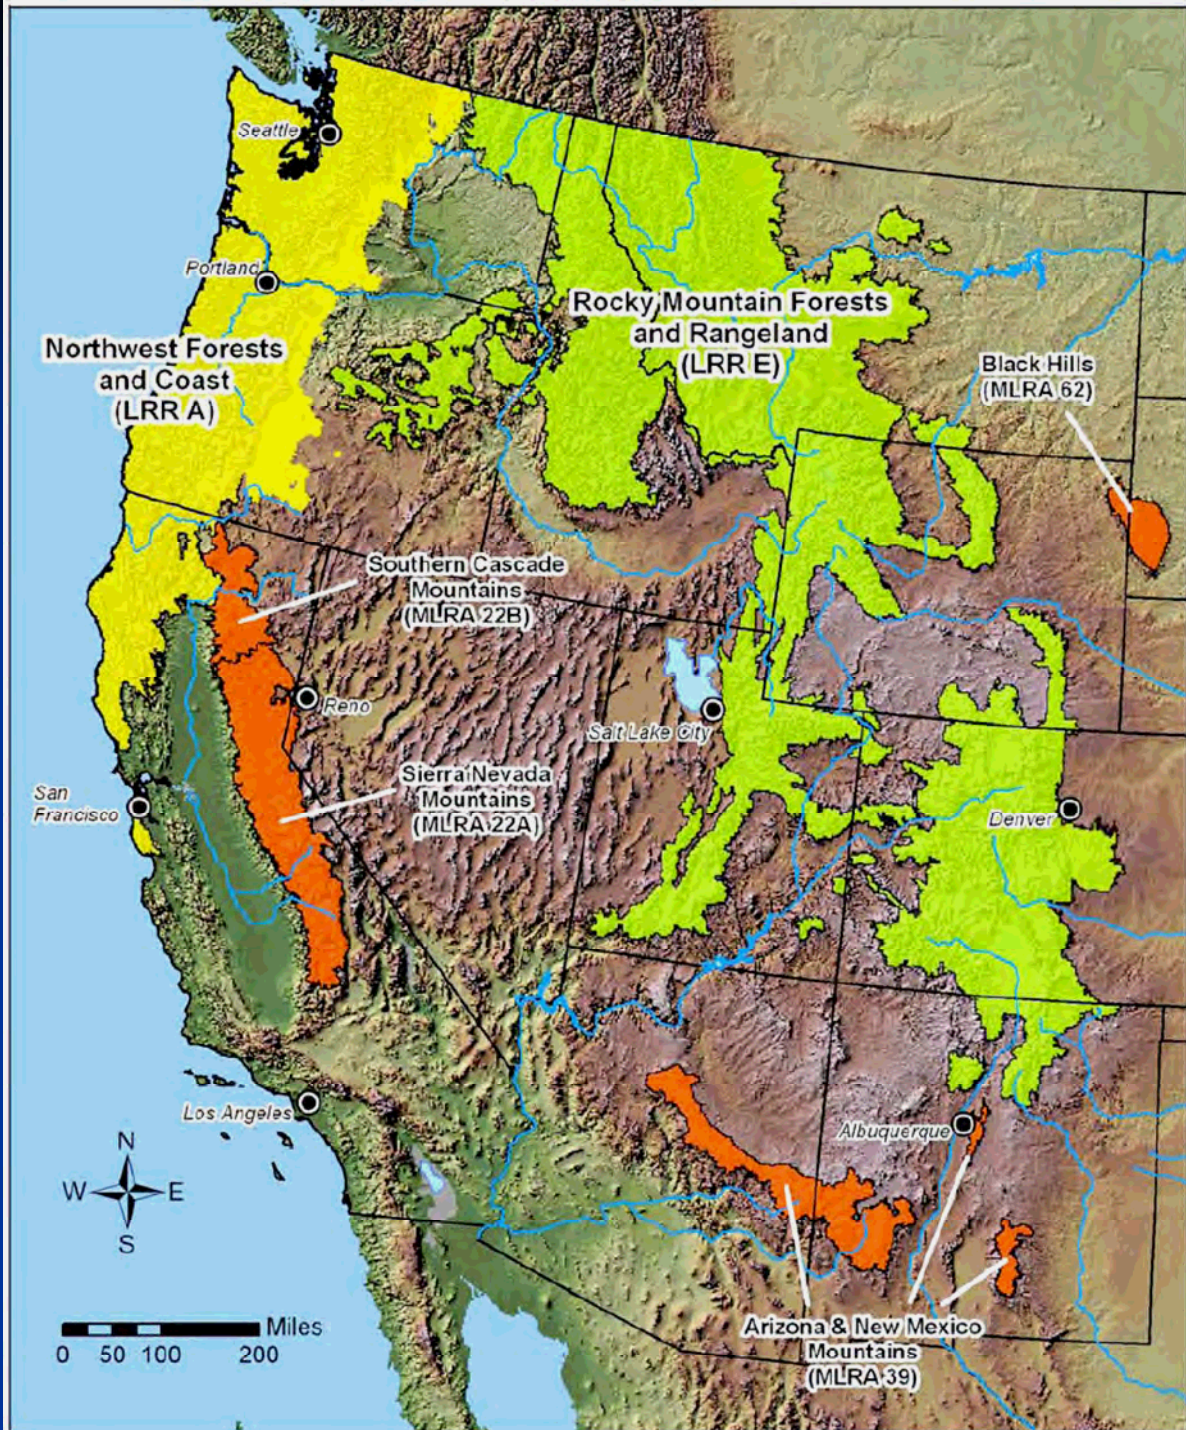 Seattle
Portland
Northwest Forests
and Coast
(LRR A)
Rocky Mountain Forests
and Rangeland
(LRR E)
Black Hills
(MLRA 62)
Southern Cascade
Mountains
(MLRA 22B)
Reno
Salt Lake City
Sierra Nevada
Mountains
(MLRA 22A)
San
Francisco
Denver
Los Angeles
Albuquerque
N
W E
S
Miles
0 50 100 200
Arizona & New Mexico
Mountains
(MLRA 39)